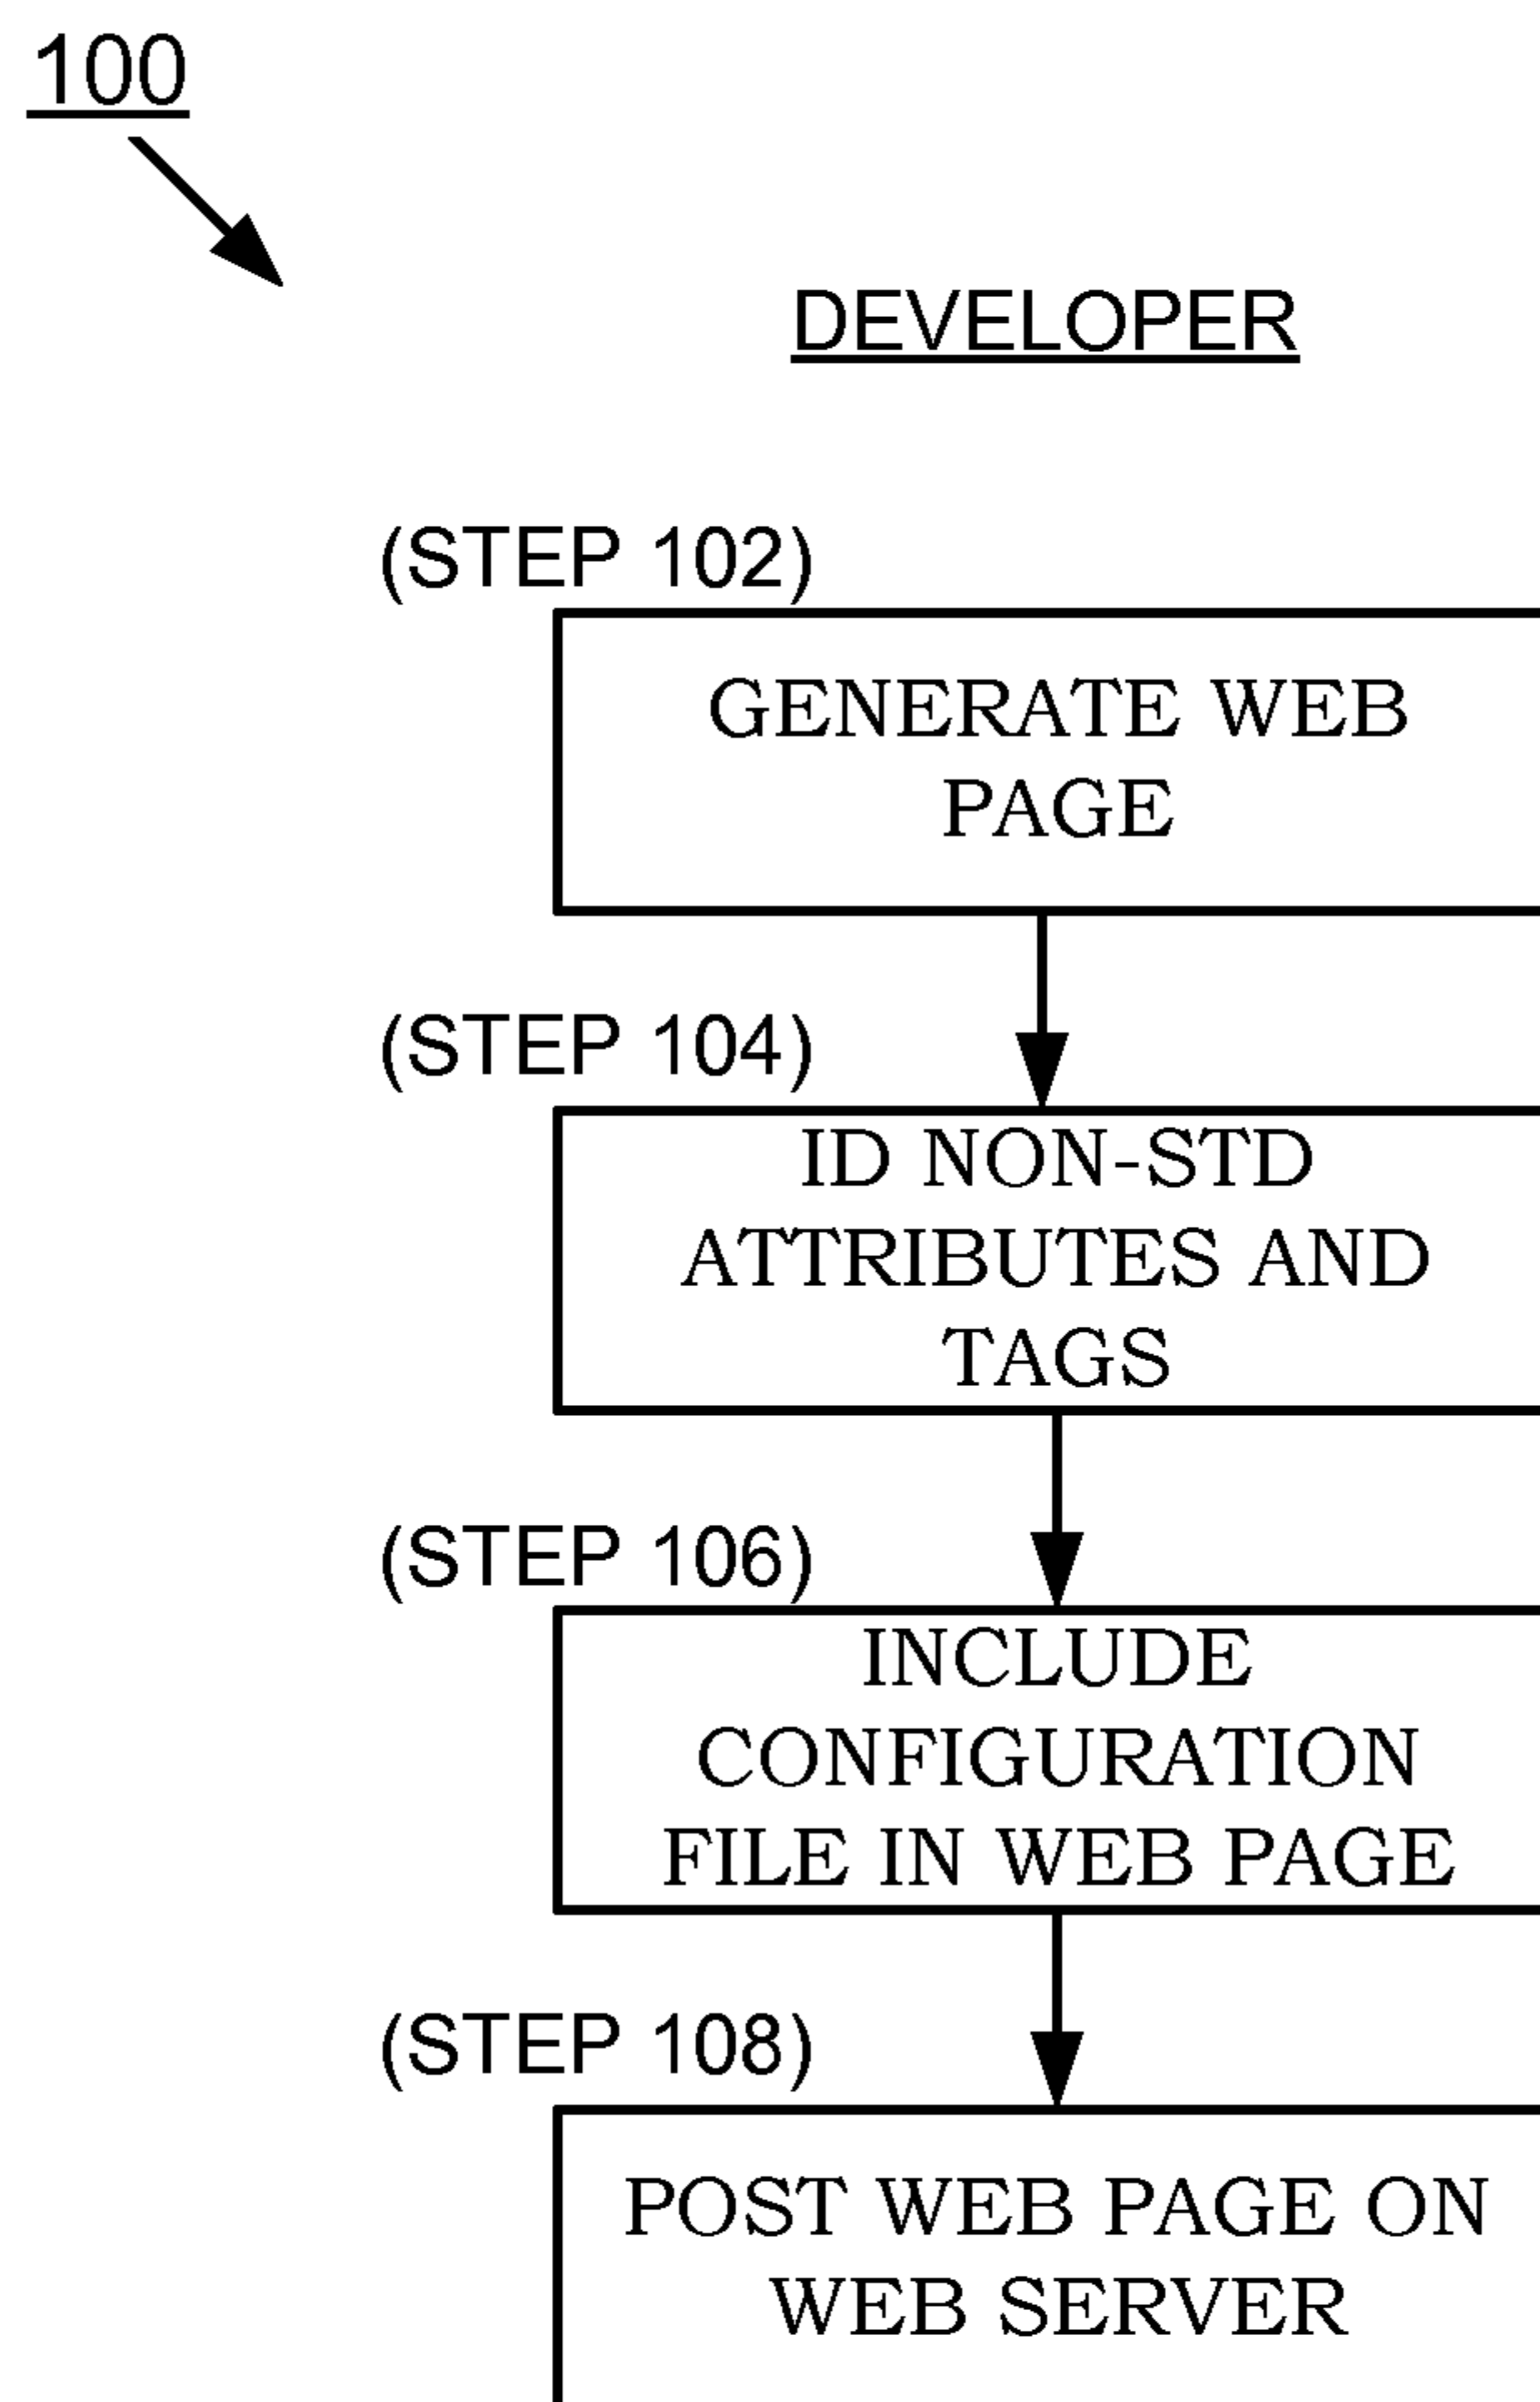 100
DEVELOPER
(STEP 102)
GENERATE WEB
PAGE
(STEP 104)
ID NON-STD
ATTRIBUTES AND
TAGS
(STEP 106)
INCLUDE
CONFIGURATION
FILE IN WEB PAGE
(STEP 108)
POST WEB PAGE ON
WEB SERVER